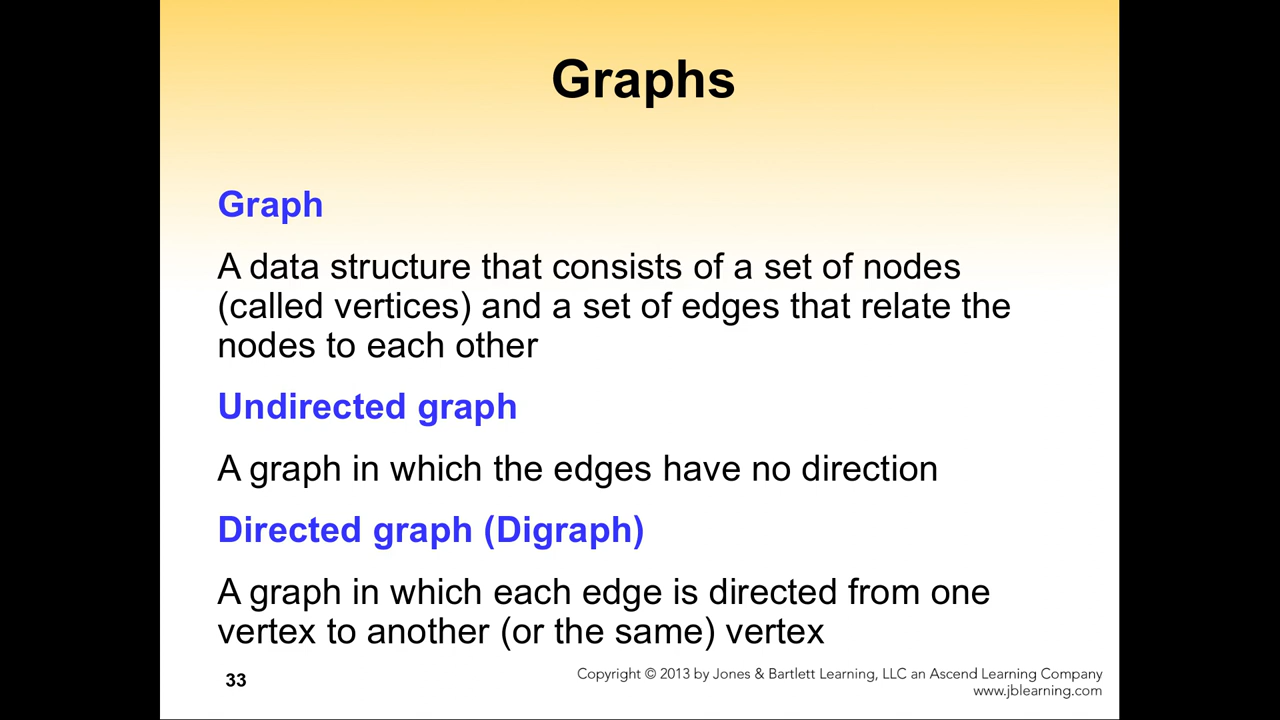 Graphs
Graph
A data structure that consists of a set of nodes
(called vertices) and a set of edges that relate the
nodes to each other
Undirected graph
A graph in which the edges have no direction
Directed graph (Digraph)
A graph in which each edge is directed from one
vertex to another (or the same) vertex
33
Copyright © 2013 by Jones & Bartlett Learning, LLC an Ascend Learning Company
www.jblearning.com